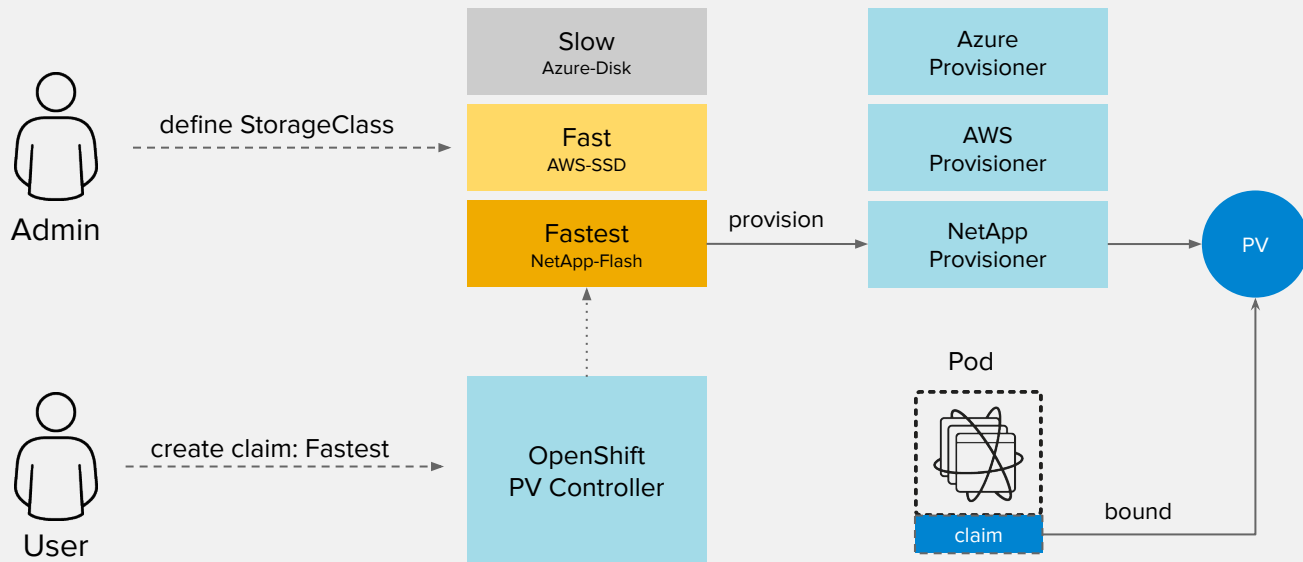 Slow
Azure-Disk
Azure
Provisioner
define StorageClass
Fast
AWS-SSD
AWS
Provisioner
Admin
Fastest
NetApp-Flash
provision
NetApp
Provisioner
PV
Pod
create claim: Fastest
OpenShift
PV Controller
claim
bound
User